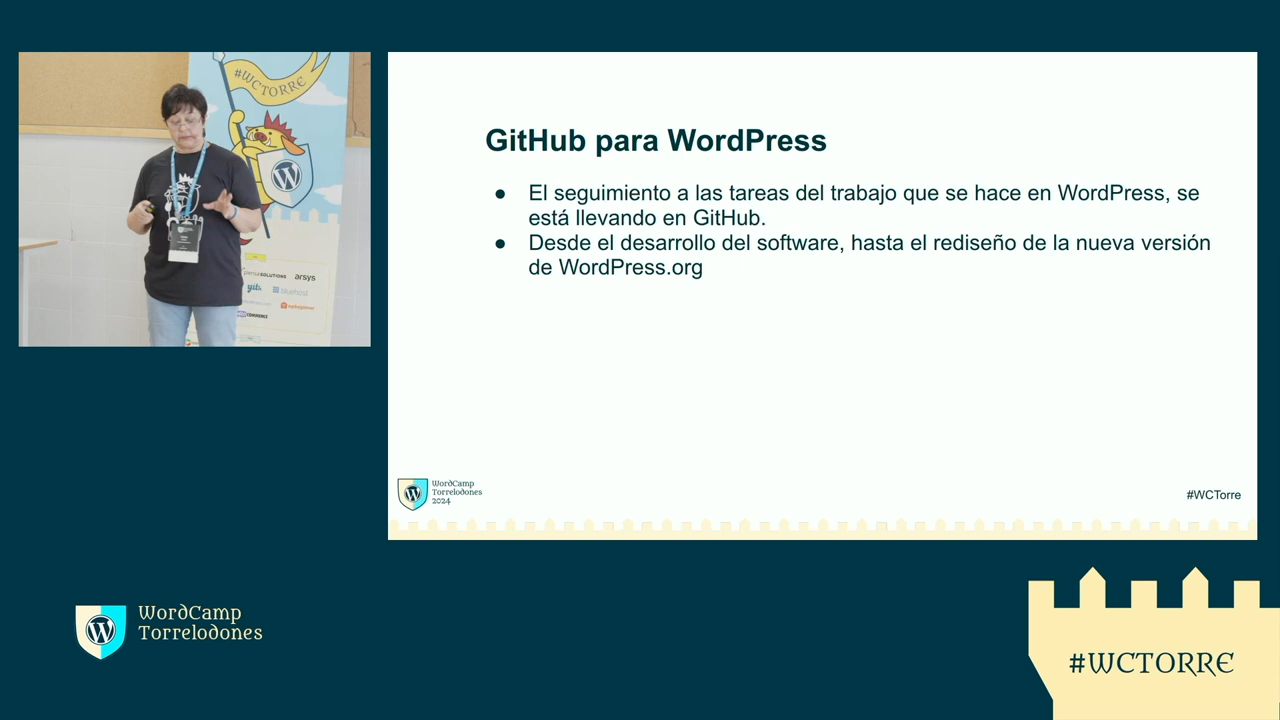 #WCTORRE
arsys
bluehost
COMMERCE
GitHub para WordPress
● El seguimiento a las tareas del trabajo que se hace en WordPress, se
está llevando en GitHub.
● Desde el desarrollo del software, hasta el rediseño de la nueva versión
de WordPress.org
WordCamp
Torrelodones
2024
#WCTorre
WordCamp
Torrelodones
#WCTORRE